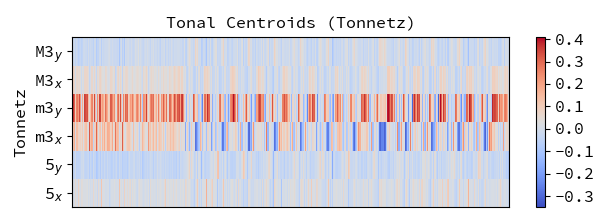 Tonal Centroids (Tonnetz)
Tonnetz
M3y
M3x
m3y
m3x
5y
5x
0.4
0.3
0.2
0.1
0.0
−0.1
−0.2
−0.3